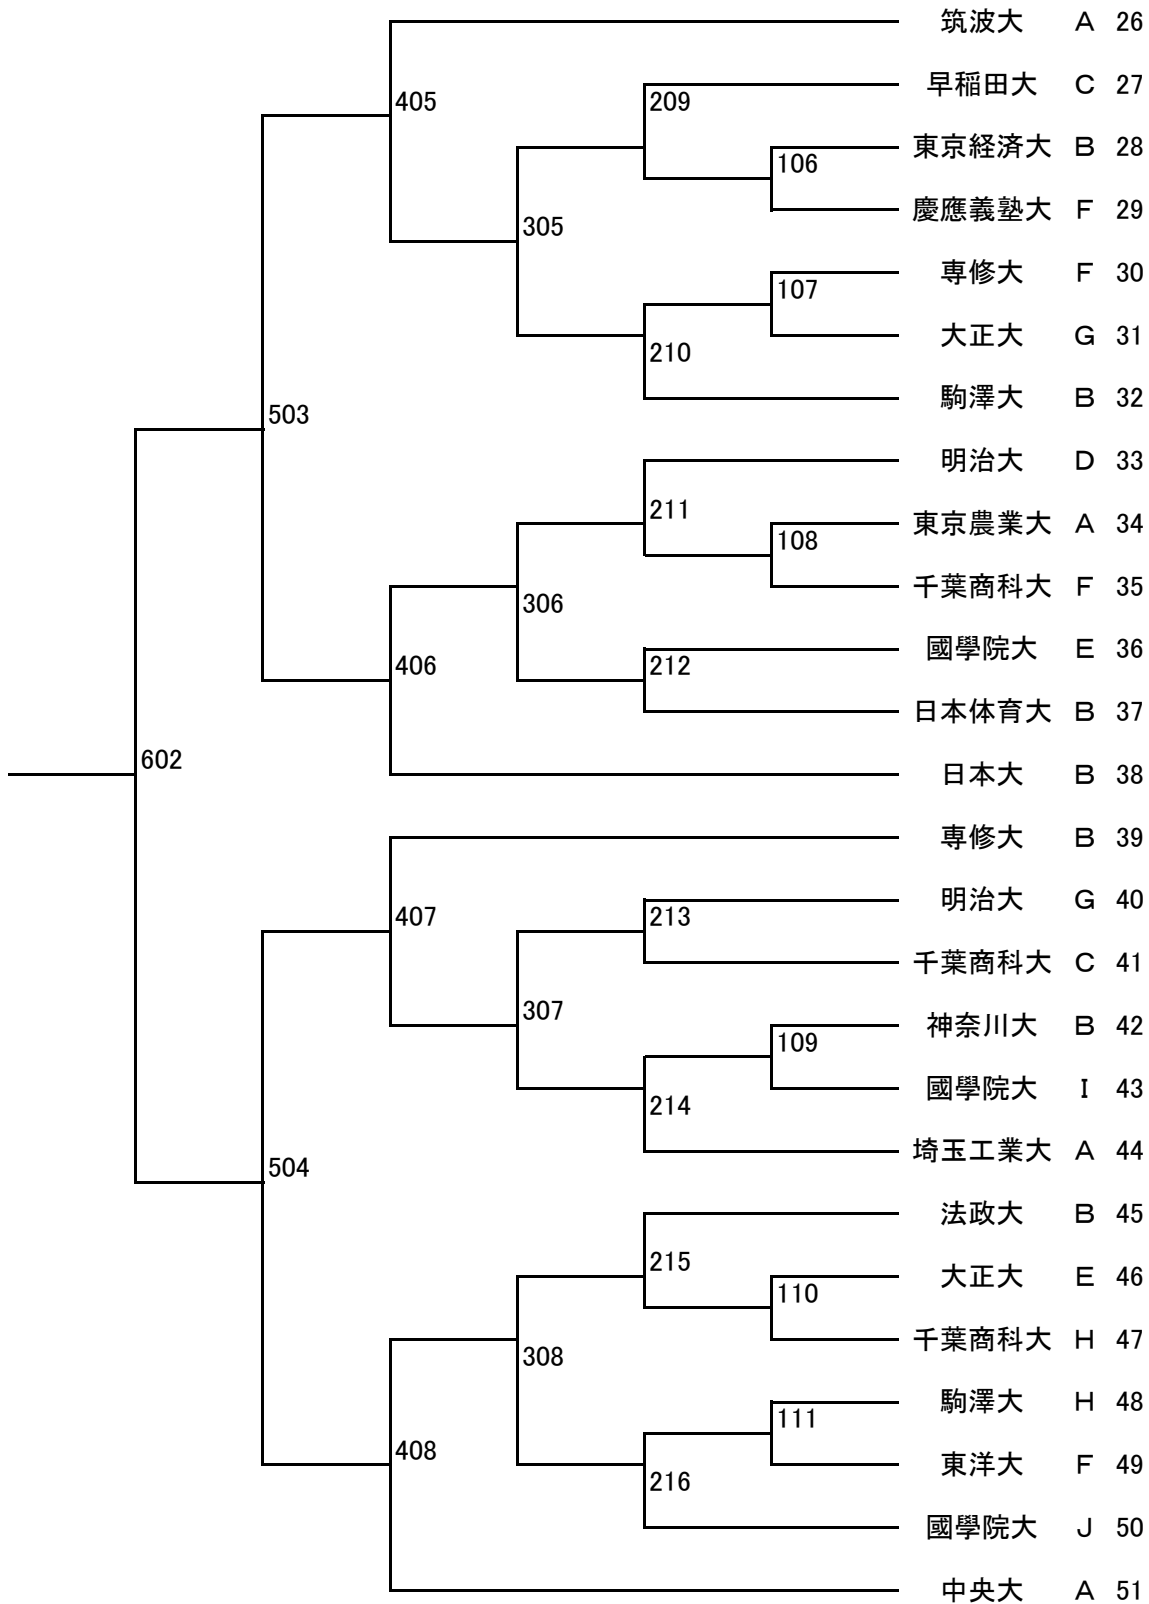 筑波大 A 26
405
早稲田大 C 27
209
東京経済大 B 28
106
慶應義塾大 F 29
305
専修大 F 30
107
大正大 G 31
210
駒澤大 B 32
503
明治大 D 33
211
東京農業大 A 34
108
千葉商科大 F 35
306
國學院大 E 36
406
212
日本体育大 B 37
602
日本大 B 38
専修大 B 39
明治大 G 40
407
213
千葉商科大 C 41
307
神奈川大 B 42
109
國學院大 I 43
214
埼玉工業大 A 44
504
法政大 B 45
215
大正大 E 46
110
千葉商科大 H 47
308
駒澤大 H 48
111
408
東洋大 F 49
216
國學院大 J 50
中央大 A 51